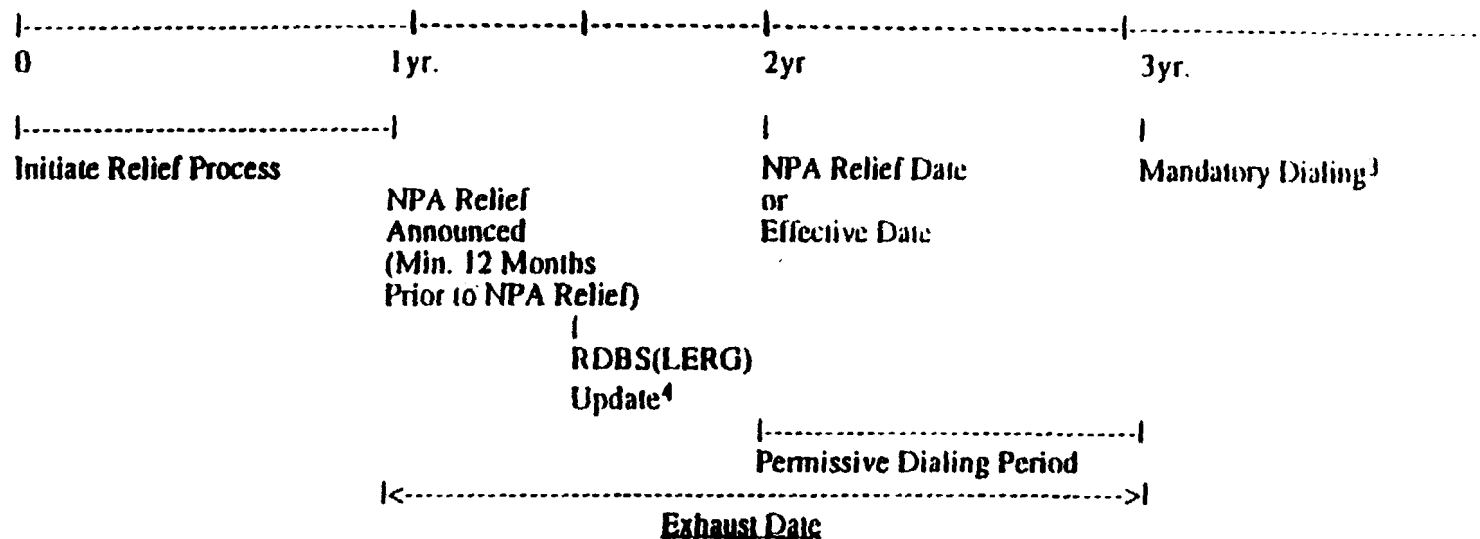 0 1yr. 2yr 3yr.
Initiate Relief Process
NPA Relief
Announced
(Min. 12 Months
Prior to NPA Relief)
NPA Relief Date
or
Effective Date
Mandatory Dialing3
RDBS(LERG)
Update4
Permissive Dialing Period
Exhaust Date